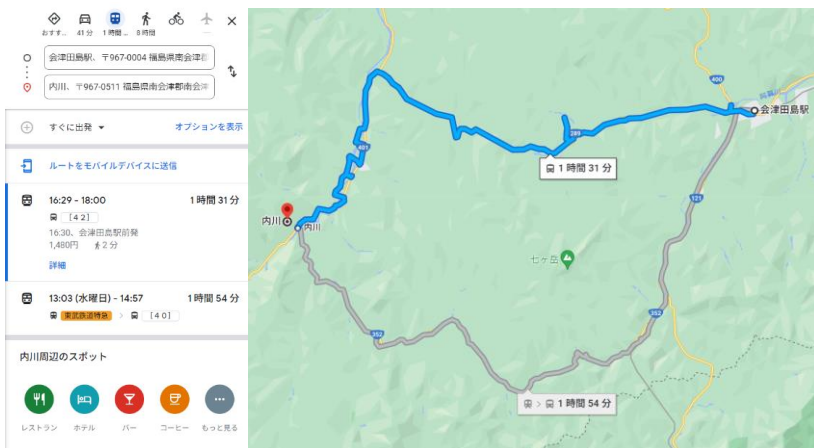 おすす…
41 分
1 時間…
8 時間
会津田島駅、〒967-0004 福島県南会津郡
内川、〒967-0511 福島県南会津郡南会津
すぐに出発
オプションを表示
ルートをモバイルデバイスに送信
16:29 - 18:00
1 時間 31 分
[４２]
16:30、会津田島駅前発
1,480円 2 分
詳細
13:03 (水曜日) - 14:57
1 時間 54 分
東武鉄道特急 > [４０]
内川周辺のスポット
レストラン
ホテル
バー
コーヒー
もっと見る
400
会津田島駅
289
1 時間 31 分
401
121
内川
内川
七ヶ岳
352
352
> 1 時間 54 分